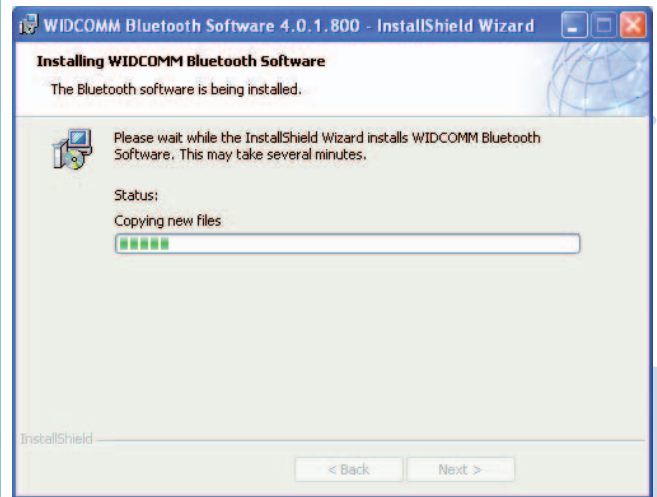 WIDCOMM Bluetooth Software 4.0.1.800 - InstallShield Wizard
Installing WIDCOMM Bluetooth Software
The Bluetooth software is being installed.
Please wait while the InstallShield Wizard installs WIDCOMM Bluetooth
Software. This may take several minutes.
Status:
Copying new files
InstallShield
< Back Next >